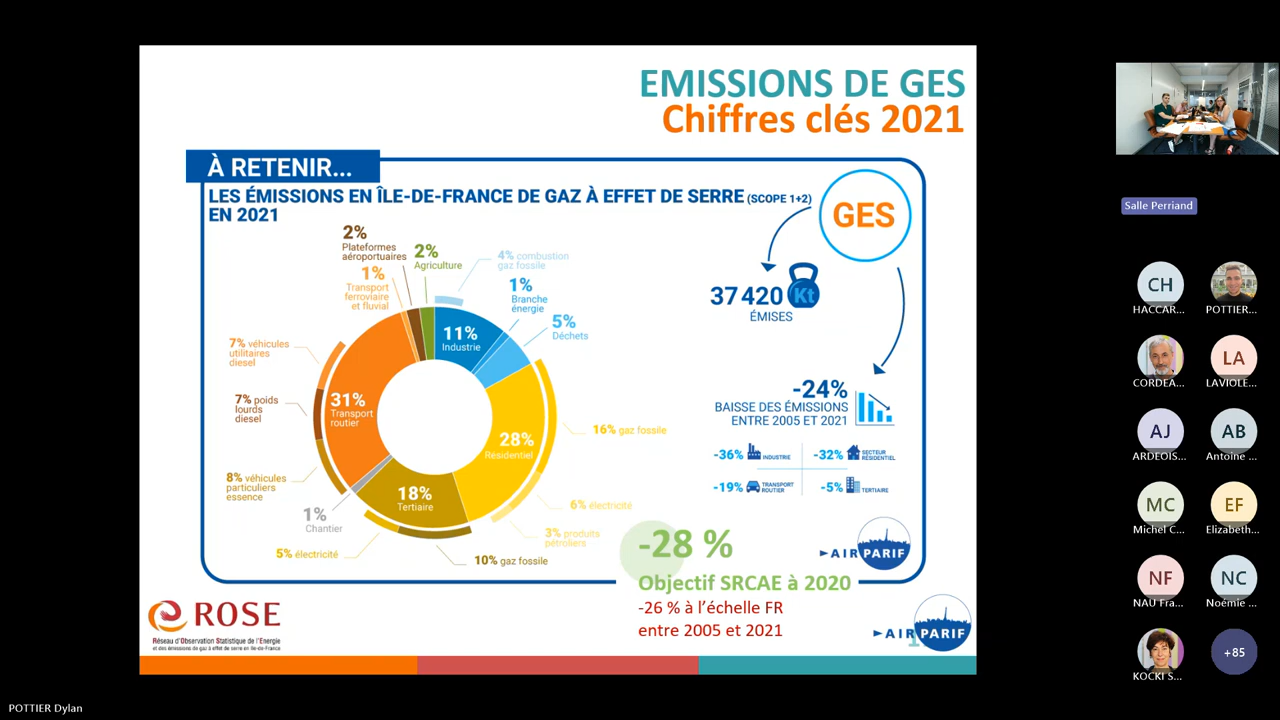 EMISSIONS DE GES
Chiffres clés 2021
À RETENIR...
LES ÉMISSIONS EN ÎLE-DE-FRANCE DE GAZ À EFFET DE SERRE (SCOPE 1+2)
EN 2021
GES
2%
Plateformes
aéroportuaires
2%
Agriculture
4% combustion
gaz fossile
1%
Transport
ferroviaire
et fluvial
1%
Branche
énergie
5%
Déchets
11%
Industrie
7% véhicules
utilitaires
diesel
7% poids
lourds
diesel
31%
Transport
routier
28%
Résidentiel
16% gaz fossile
8% véhicules
particuliers
essence
18%
Tertiaire
6% électricité
1%
Chantier
3% produits
pétroliers
5% électricité
10% gaz fossile
37 420 Kt
ÉMISES
-24%
BAISSE DES ÉMISSIONS
ENTRE 2005 ET 2021
-36% INDUSTRIE
-32% SECTEUR
RÉSIDENTIEL
-19% TRANSPORT
ROUTIER
-5% TERTIAIRE
AIRPARIF
-28 %
Objectif SRCAE à 2020
-26 % à l'échelle FR
entre 2005 et 2021
ROSE
Réseau d'Observation Statistique de l'Energie
et des émissions de gaz à effet de serre en Ile-de-France
AIRPARIF
Salle Perriand
CH
HACCAR...
POTTIER...
CORDEA...
LA
LAVIOLE...
AJ
ARDEOIS...
AB
Antoine ...
MC
Michel C...
EF
Elizabeth...
NF
NAU Fra...
NC
Noémie ...
KOCKI S...
+85
POTTIER Dylan